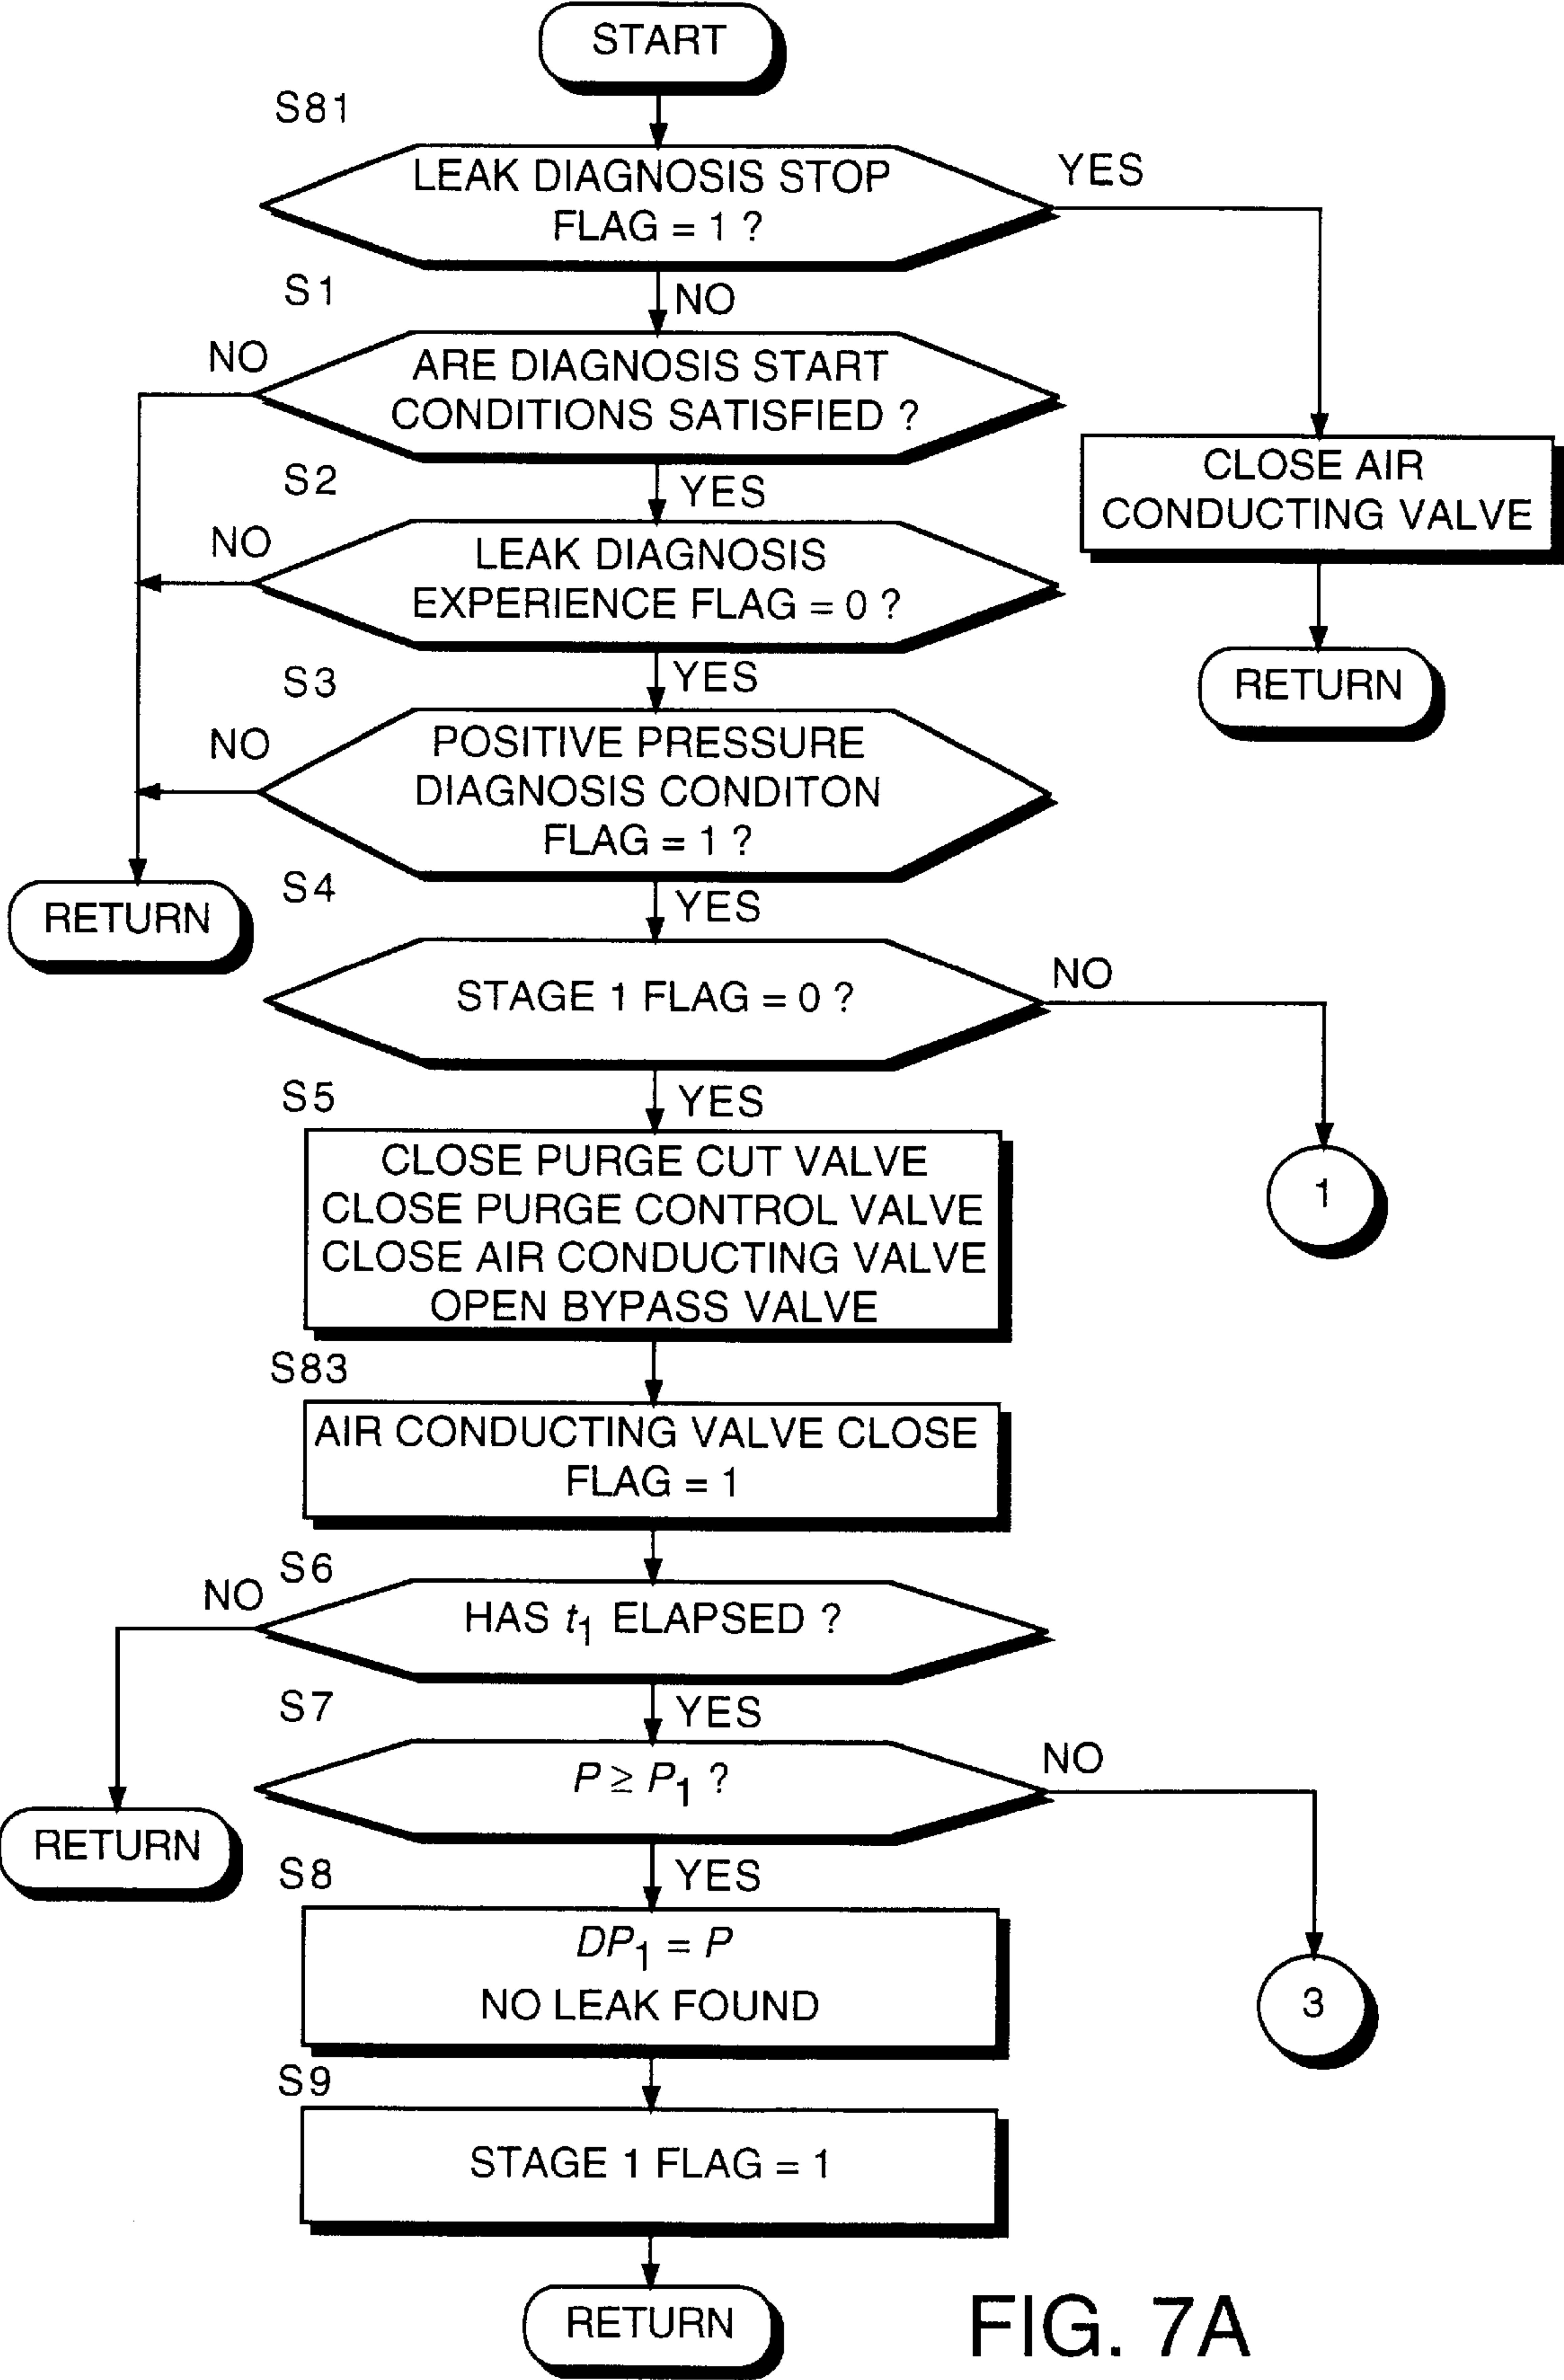 START
S81
LEAK DIAGNOSIS STOP
FLAG = 1 ?
YES
S1
NO
NO
ARE DIAGNOSIS START
CONDITIONS SATISFIED ?
CLOSE AIR
CONDUCTING VALVE
S2
YES
NO
LEAK DIAGNOSIS
EXPERIENCE FLAG = 0 ?
RETURN
S3
YES
NO
POSITIVE PRESSURE
DIAGNOSIS CONDITON
FLAG = 1 ?
RETURN
S4
YES
STAGE 1 FLAG = 0 ?
NO
1
S5
YES
CLOSE PURGE CUT VALVE
CLOSE PURGE CONTROL VALVE
CLOSE AIR CONDUCTING VALVE
OPEN BYPASS VALVE
S83
AIR CONDUCTING VALVE CLOSE
FLAG = 1
S6
NO
HAS t1 ELAPSED ?
RETURN
S7
YES
P ≥ P1 ?
NO
3
S8
YES
DP1 = P
NO LEAK FOUND
S9
STAGE 1 FLAG = 1
RETURN
FIG. 7A